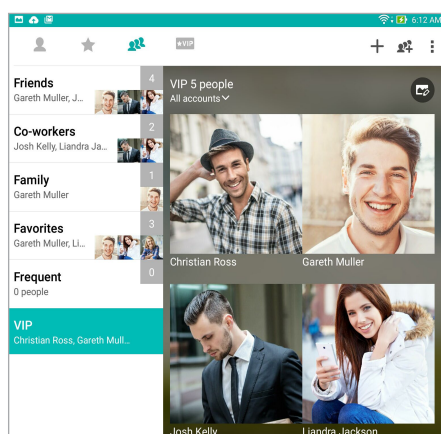 6:12 AM
VIP
Friends
4
Gareth Muller, J...
Co-workers
2
Josh Kelly, Liandra Ja...
Family
1
Gareth Muller
Favorites
3
Gareth Muller, Li...
Frequent
0
0 people
VIP
Christian Ross, Gareth Mull...
VIP 5 people
All accounts
Christian Ross
Gareth Muller
Josh Kelly
Liandra Jackson